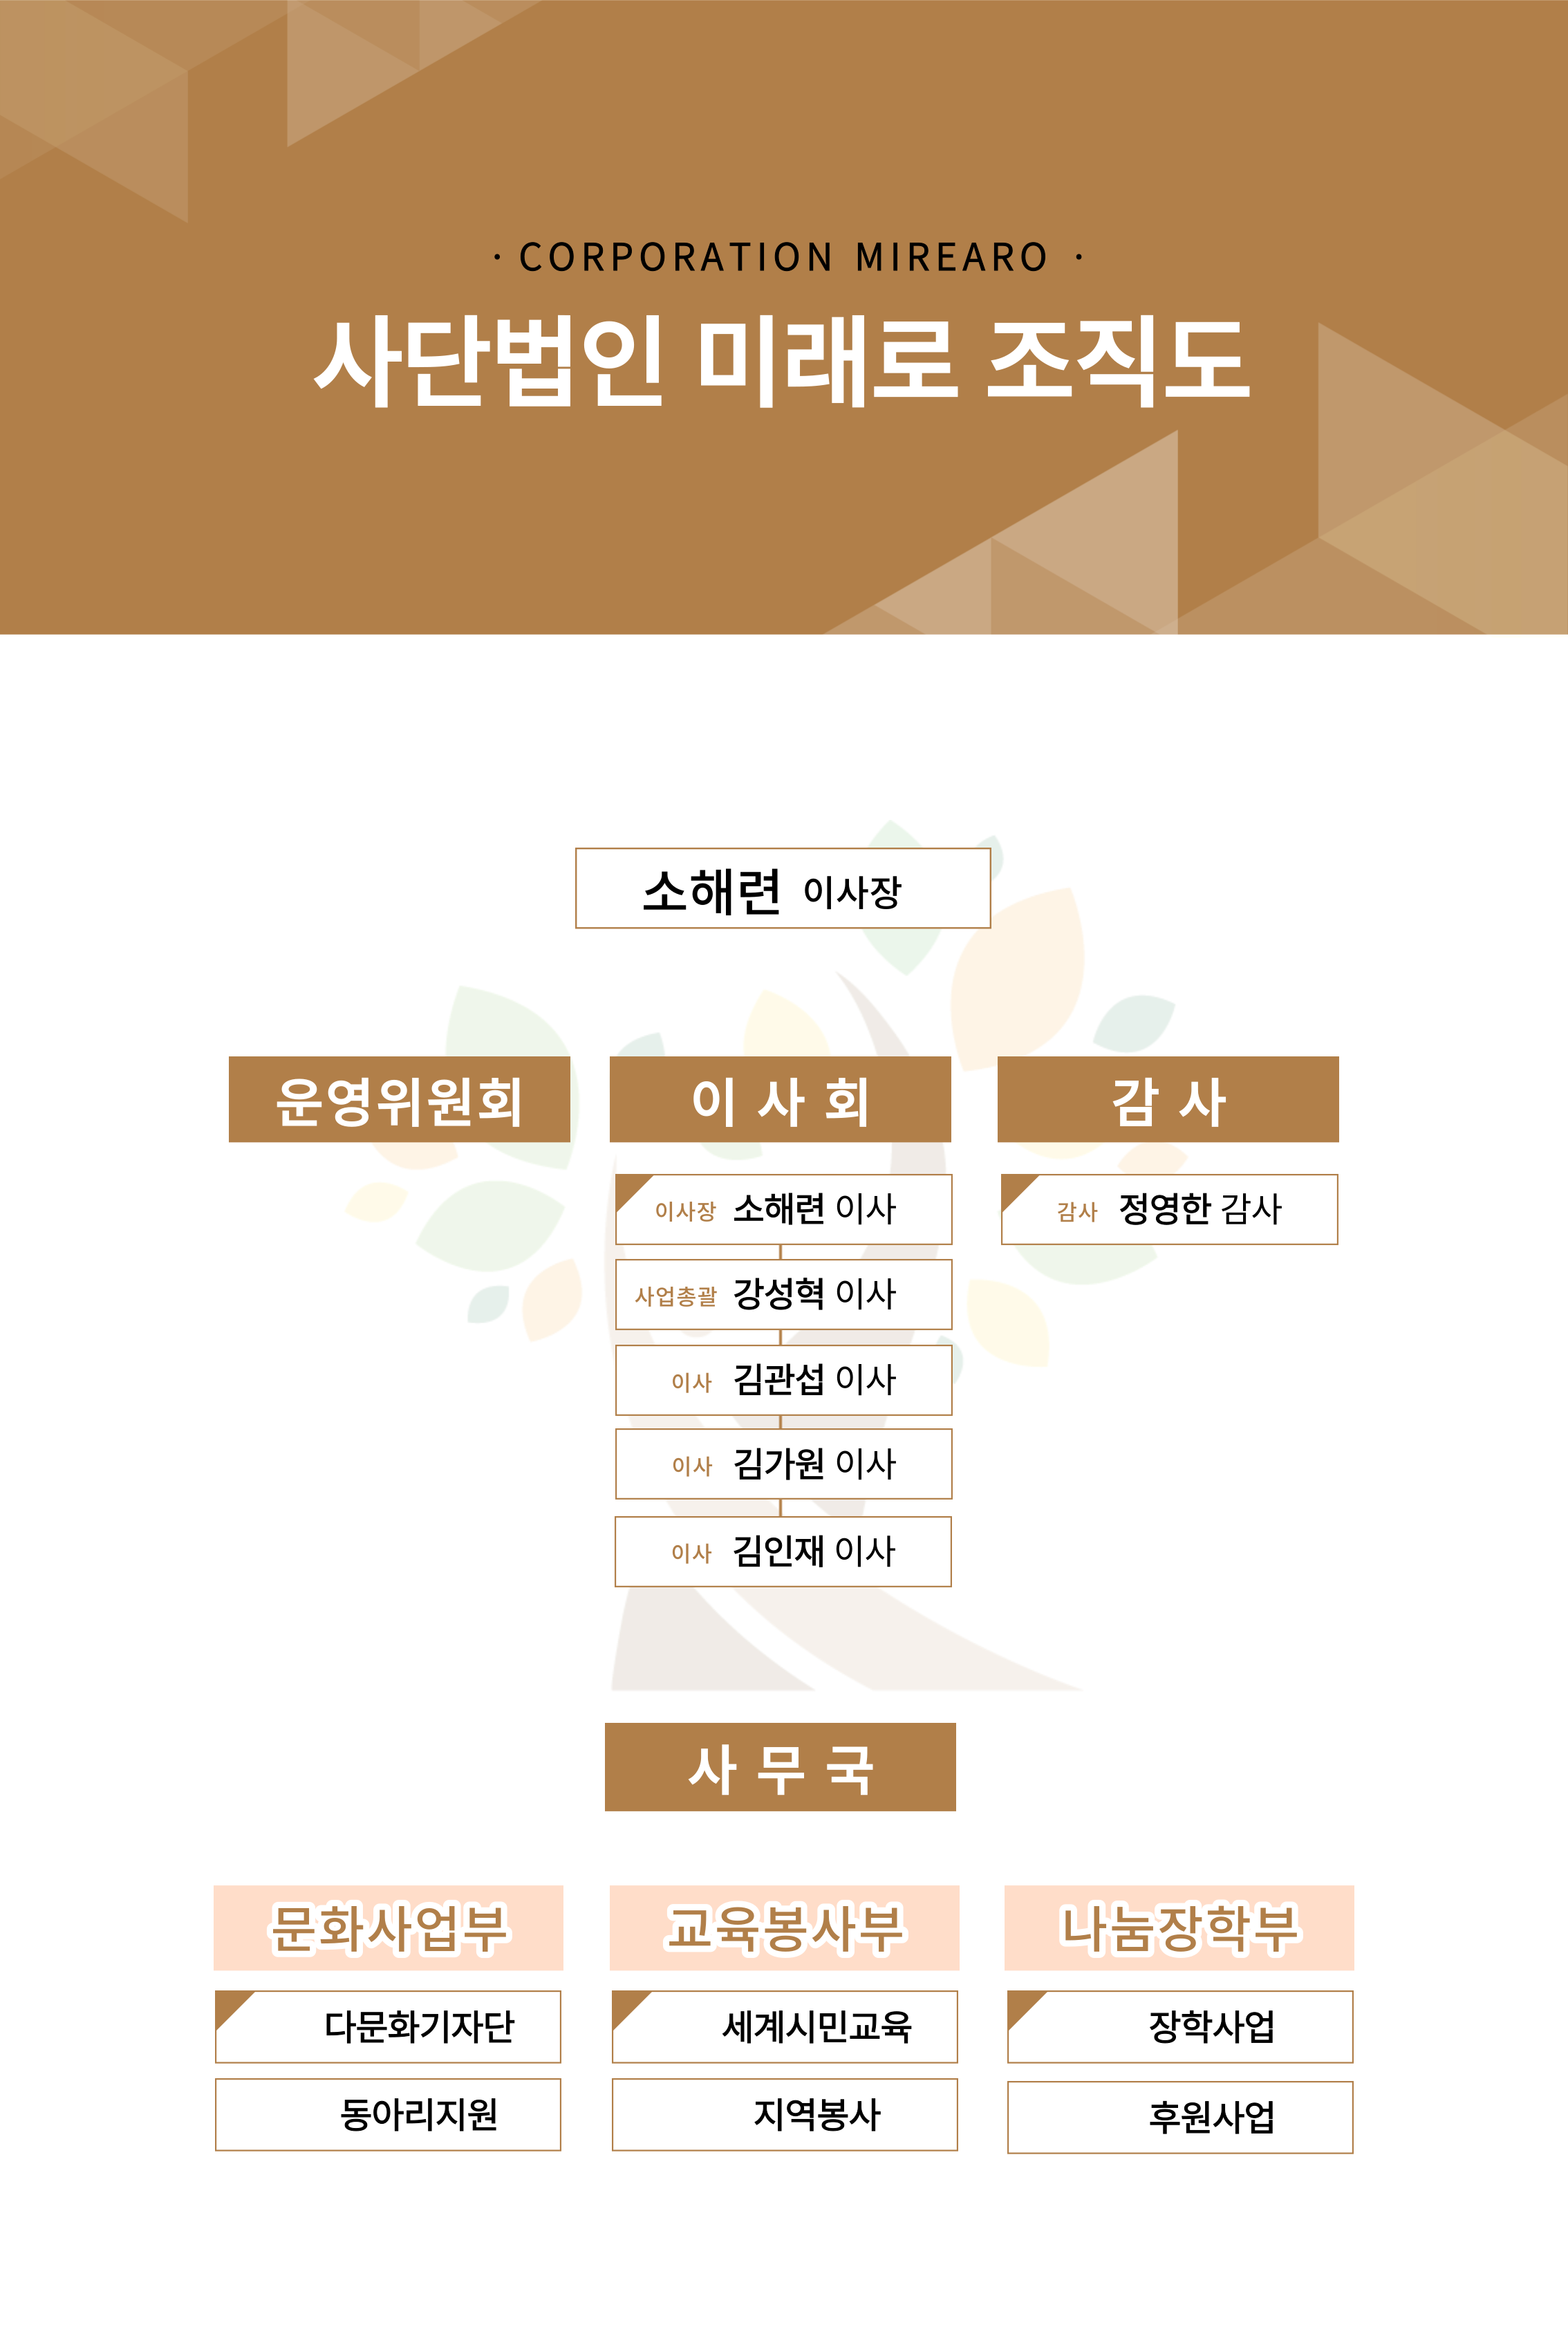 · CORPORATION MIREARO ·
사단법인 미래로 조직도
소해련 이사장
운영위원회
이 사 회
감 사
이사장 소해련 이사
감사 정영한 감사
사업총괄 강성혁 이사
이사 김관섭 이사
이사 김가원 이사
이사 김인재 이사
사 무 국
문화사업부
교육봉사부
나눔장학부
다문화기자단
세계시민교육
장학사업
동아리지원
지역봉사
후원사업